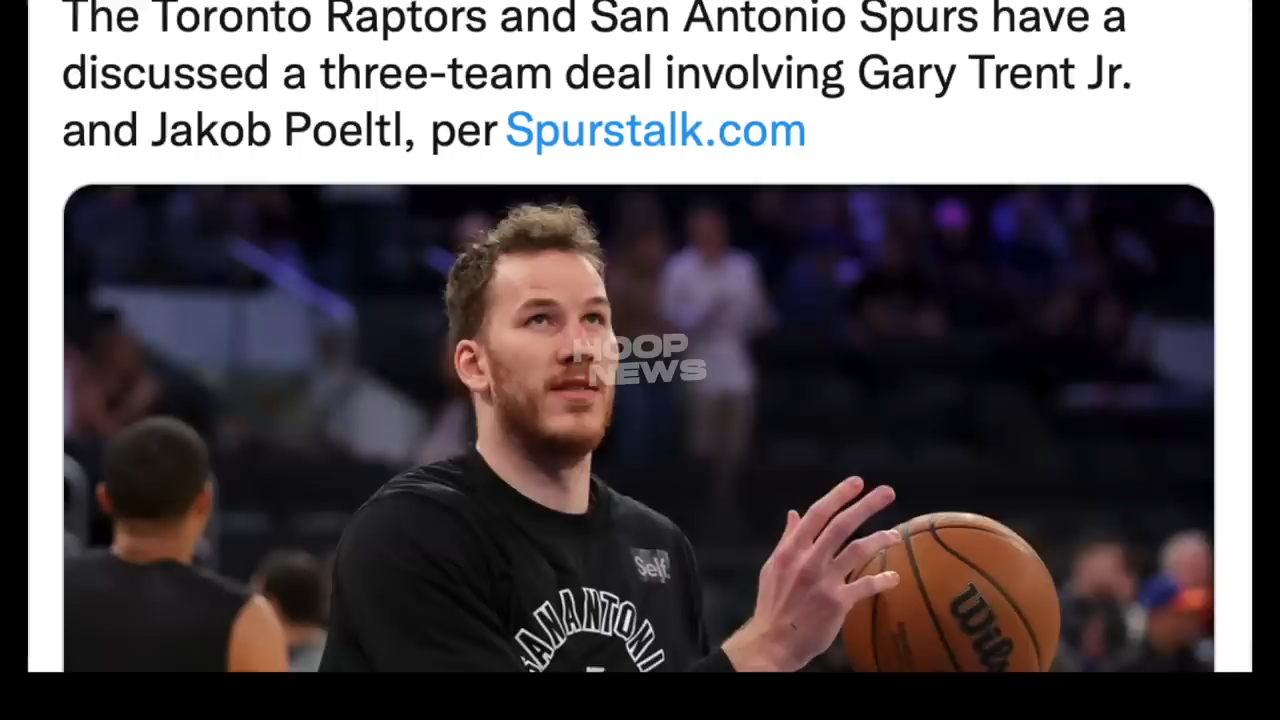 The Toronto Raptors and San Antonio Spurs have a
discussed a three-team deal involving Gary Trent Jr.
and Jakob Poeltl, per Spurstalk.com
HOOP
NEWS
Self
SAN ANTONIO
Wilson